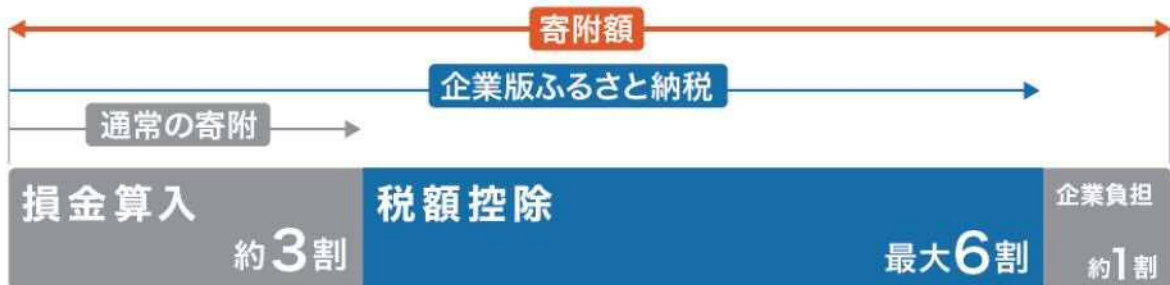 寄附額
企業版ふるさと納税
通常の寄附
損金算入
約3割
税額控除
最大6割
企業負担
約1割